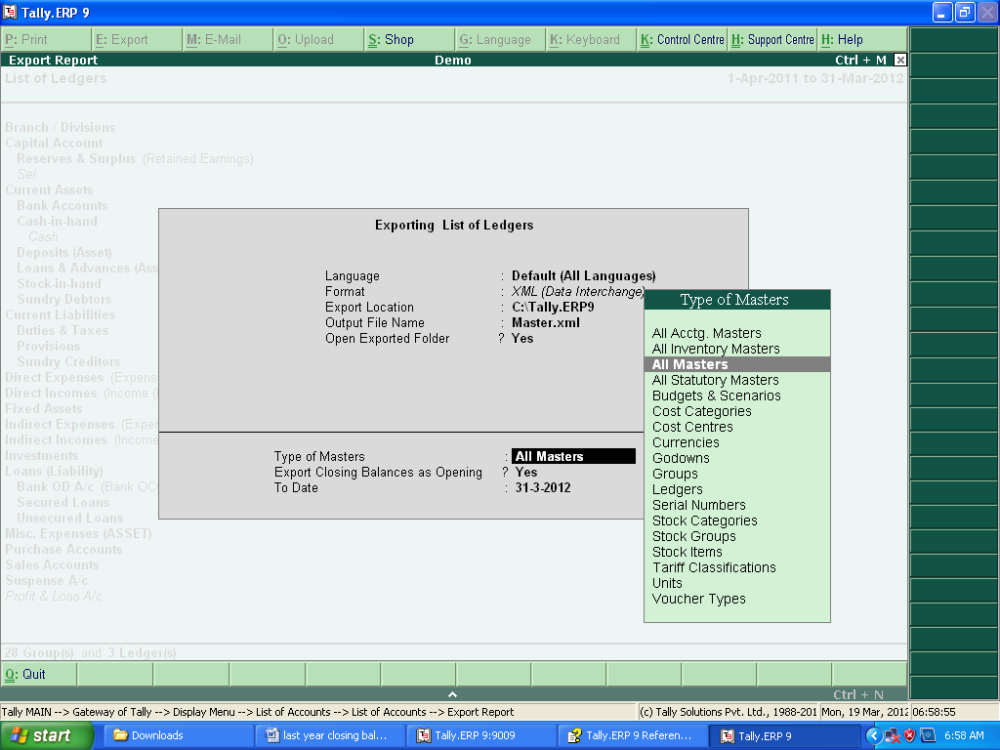 Tally.ERP 9
P: Print E: Export M: E-Mail O: Upload S: Shop G: Language K: Keyboard K: Control Centre H: Support Centre H: Help
Export Report Demo Ctrl + M
List of Ledgers 1-Apr-2011 to 31-Mar-2012
Branch / Divisions
Capital Account
Reserves & Surplus (Retained Earnings)
Sel
Current Assets
Bank Accounts
Cash-in-hand
Cash
Deposits (Asset)
Loans & Advances (Ass
Stock-in-hand
Sundry Debtors
Current Liabilities
Duties & Taxes
Provisions
Sundry Creditors
Direct Expenses (Expens
Direct Incomes (Income (
Fixed Assets
Indirect Expenses (Exper
Indirect Incomes (Income
Investments
Loans (Liability)
Bank OD A/c (Bank OC
Secured Loans
Unsecured Loans
Misc. Expenses (ASSET)
Purchase Accounts
Sales Accounts
Suspense A/c
Profit & Loss A/c
28 Group(s) and 3 Ledger(s)
Exporting List of Ledgers
Language : Default (All Languages)
Format : XML (Data Interchange)
Export Location : C:\Tally.ERP9
Output File Name : Master.xml
Open Exported Folder ? Yes
Type of Masters : All Masters
Export Closing Balances as Opening ? Yes
To Date : 31-3-2012
Type of Masters
All Acctg. Masters
All Inventory Masters
All Masters
All Statutory Masters
Budgets & Scenarios
Cost Categories
Cost Centres
Currencies
Godowns
Groups
Ledgers
Serial Numbers
Stock Categories
Stock Groups
Stock Items
Tariff Classifications
Units
Voucher Types
Q: Quit
Ctrl + N
Tally MAIN --> Gateway of Tally --> Display Menu --> List of Accounts --> List of Accounts --> Export Report (c) Tally Solutions Pvt. Ltd., 1988-201 Mon, 19 Mar, 2012 06:58:55
start Downloads last year closing bal... Tally.ERP 9:9009 Tally.ERP 9 Referen... Tally.ERP 9 6:58 AM